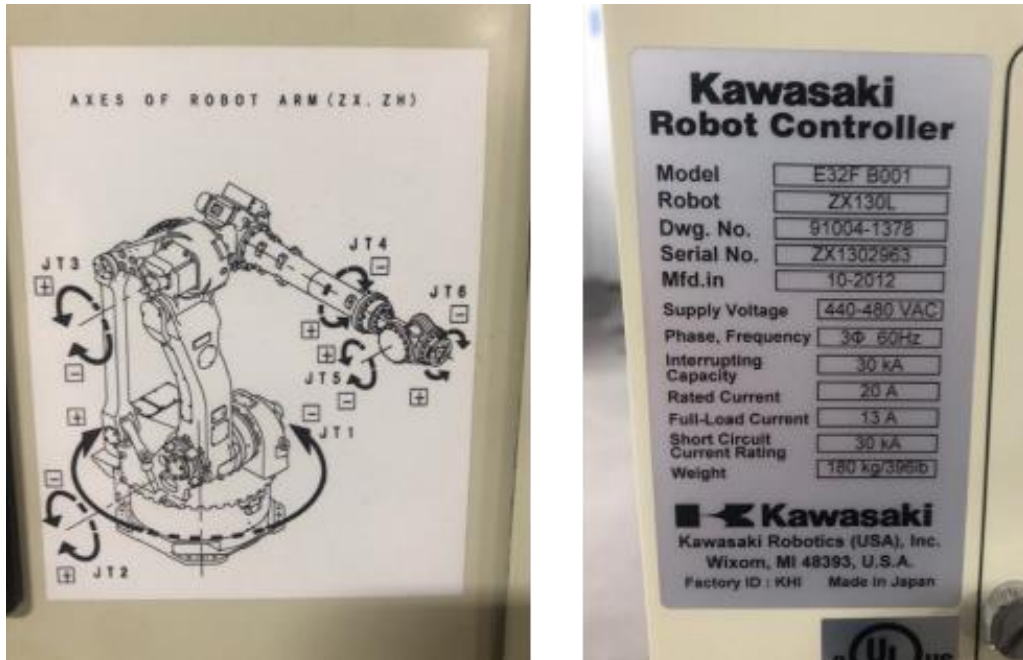 AXES OF ROBOT ARM(ZX, ZH)
JT4
−
JT3
+
JT6
−
+
+
JT5
−
−
+
+
−
JT1
−
+
JT2
Kawasaki
Robot Controller
Model E32F B001
Robot ZX130L
Dwg. No. 91004-1378
Serial No. ZX1302963
Mfd.in 10-2012
Supply Voltage 440-480 VAC
Phase, Frequency 3Φ 60Hz
Interrupting
Capacity 30 kA
Rated Current 20 A
Full-Load Current 13 A
Short Circuit
Current Rating 30 kA
Weight 180 kg/396lb
Kawasaki
Kawasaki Robotics (USA), Inc.
Wixom, MI 48393, U.S.A.
Factory ID : KHI Made in Japan
UL